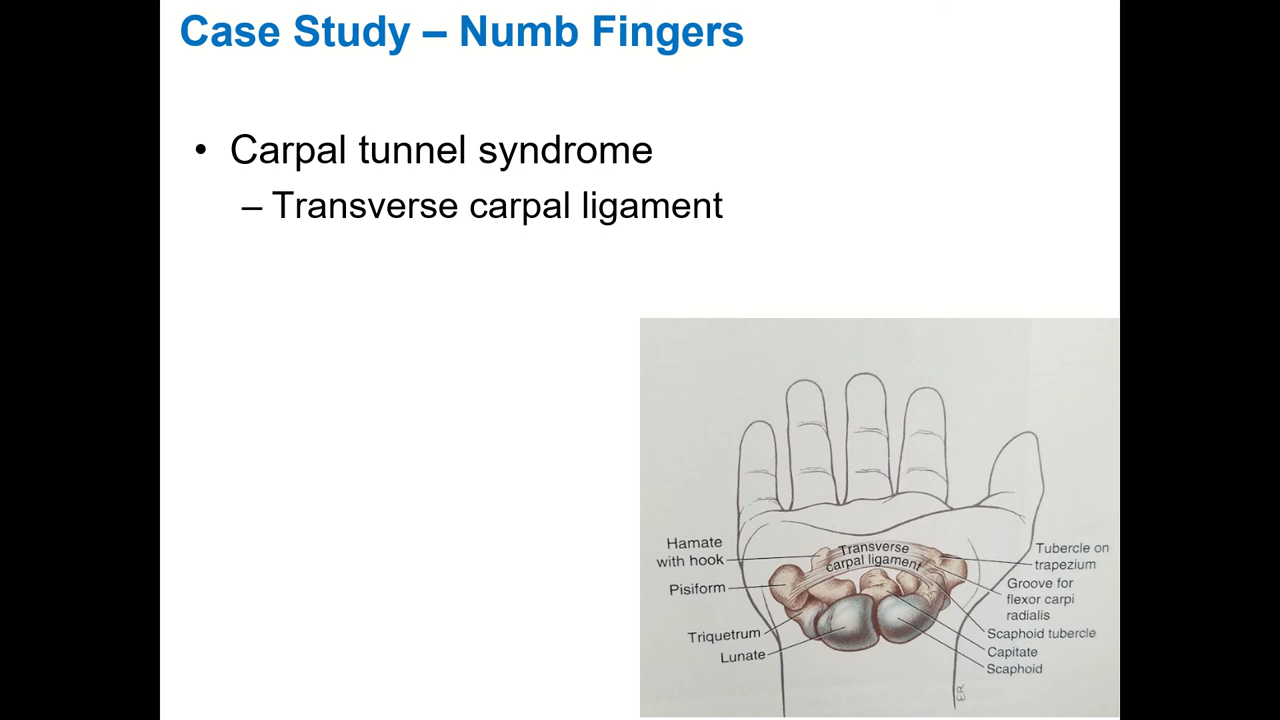 Case Study – Numb Fingers
• Carpal tunnel syndrome
– Transverse carpal ligament
Hamate
with hook
Pisiform
Triquetrum
Lunate
Transverse
carpal ligament
Tubercle on
trapezium
Groove for
flexor carpi
radialis
Scaphoid tubercle
Capitate
Scaphoid
ER